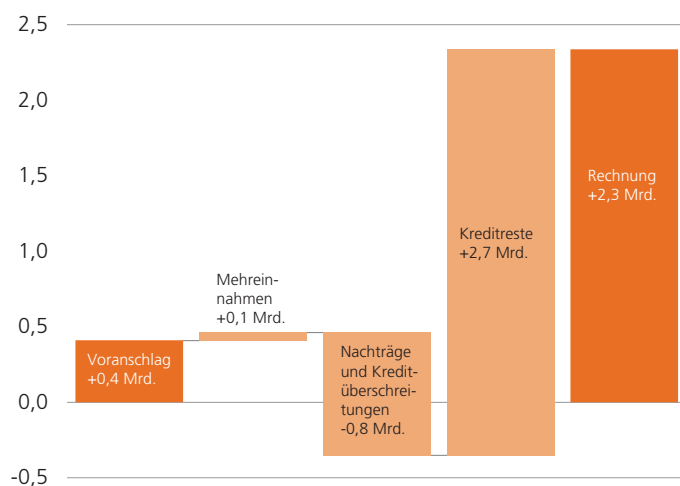 2,5
2,0
1,5
1,0
0,5
0,0
-0,5
Voranschlag
+0,4 Mrd.
Mehrein-
nahmen
+0,1 Mrd.
Nachträge
und Kredit-
überschrei-
tungen
-0,8 Mrd.
Kreditreste
+2,7 Mrd.
Rechnung
+2,3 Mrd.